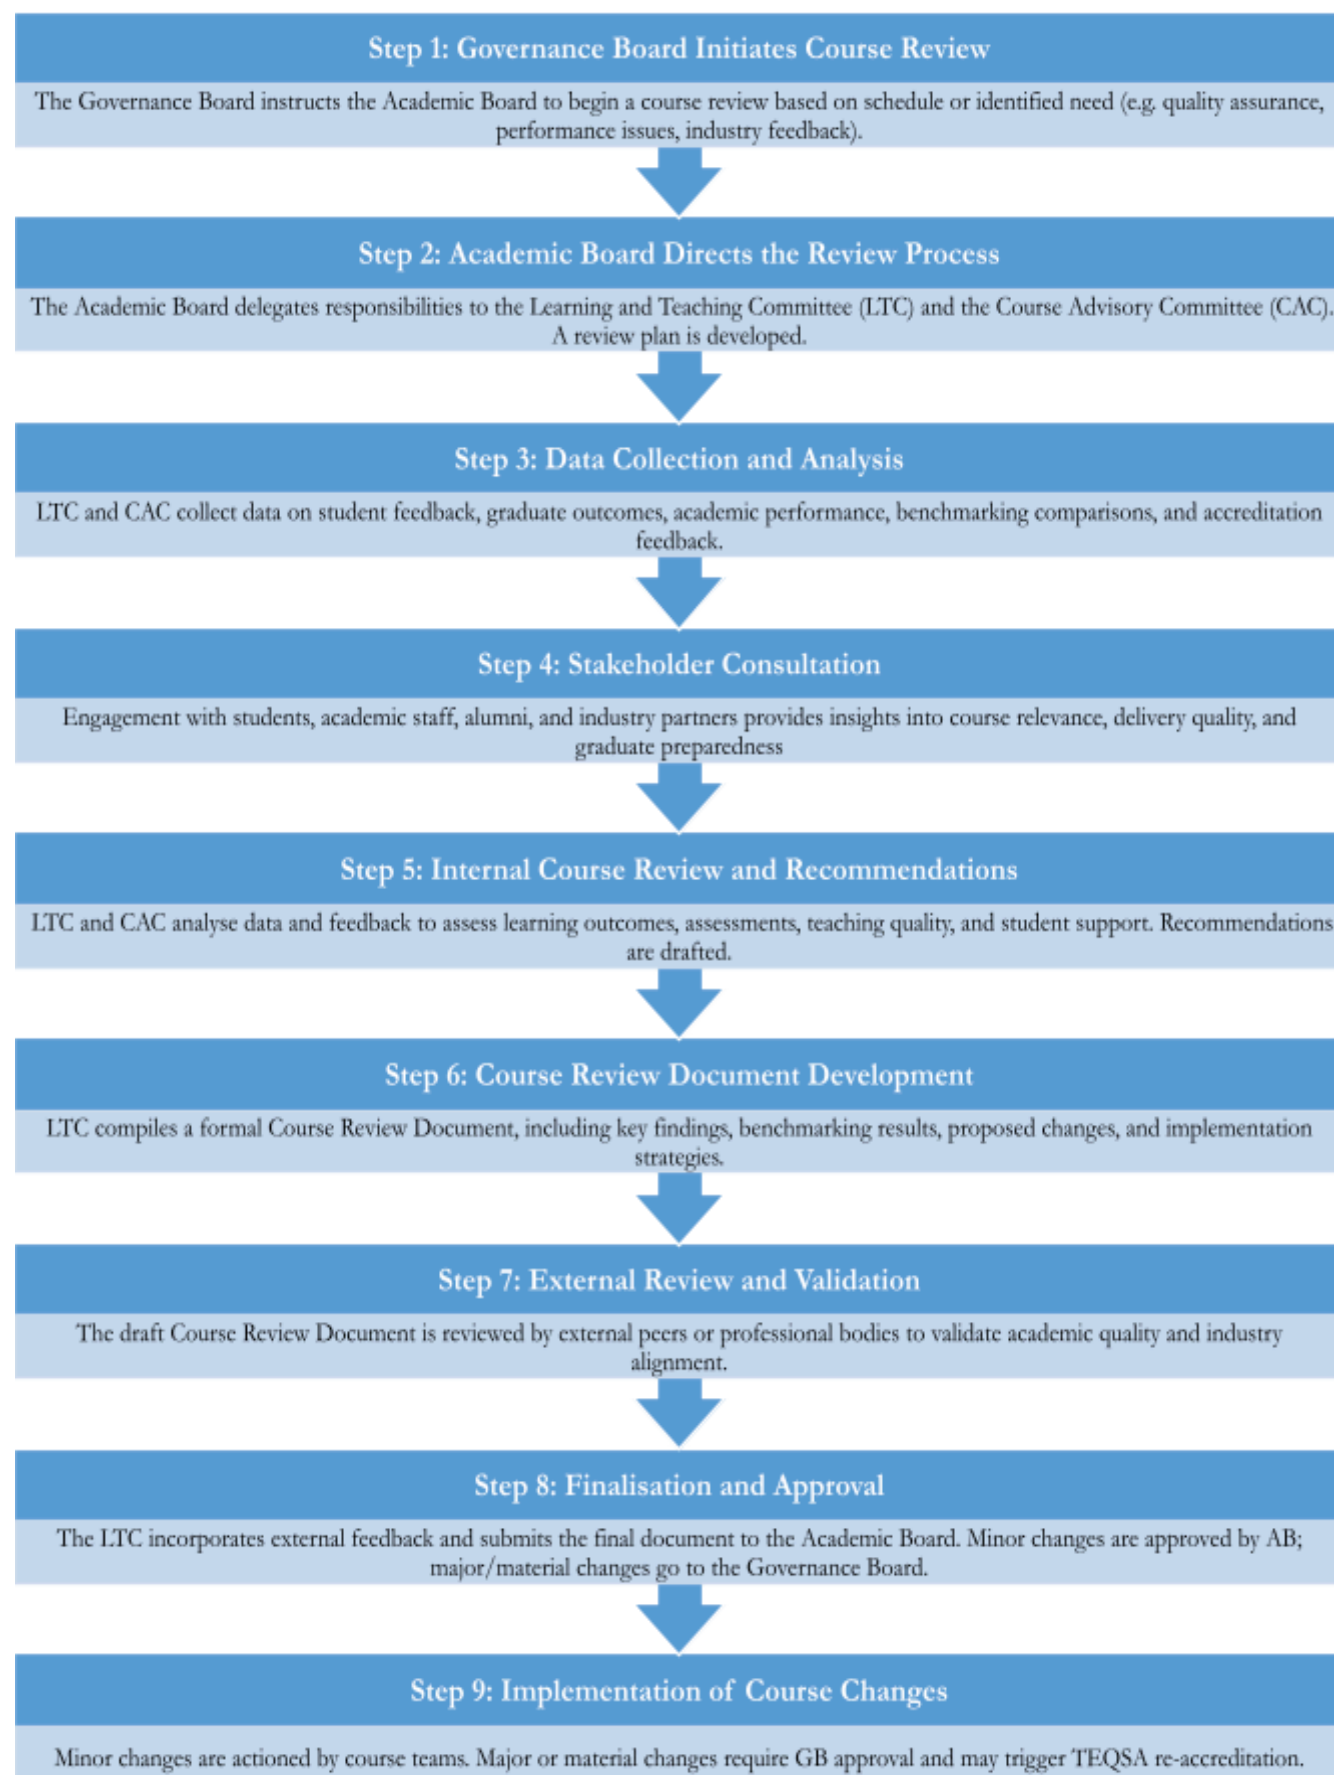 Step 1: Governance Board Initiates Course Review
The Governance Board instructs the Academic Board to begin a course review based on schedule or identified need (e.g. quality assurance,
performance issues, industry feedback).
Step 2: Academic Board Directs the Review Process
The Academic Board delegates responsibilities to the Learning and Teaching Committee (LTC) and the Course Advisory Committee (CAC).
A review plan is developed.
Step 3: Data Collection and Analysis
LTC and CAC collect data on student feedback, graduate outcomes, academic performance, benchmarking comparisons, and accreditation
feedback.
Step 4: Stakeholder Consultation
Engagement with students, academic staff, alumni, and industry partners provides insights into course relevance, delivery quality, and
graduate preparedness
Step 5: Internal Course Review and Recommendations
LTC and CAC analyse data and feedback to assess learning outcomes, assessments, teaching quality, and student support. Recommendations
are drafted.
Step 6: Course Review Document Development
LTC compiles a formal Course Review Document, including key findings, benchmarking results, proposed changes, and implementation
strategies.
Step 7: External Review and Validation
The draft Course Review Document is reviewed by external peers or professional bodies to validate academic quality and industry
alignment.
Step 8: Finalisation and Approval
The LTC incorporates external feedback and submits the final document to the Academic Board. Minor changes are approved by AB;
major/material changes go to the Governance Board.
Step 9: Implementation of Course Changes
Minor changes are actioned by course teams. Major or material changes require GB approval and may trigger TEQSA re-accreditation.